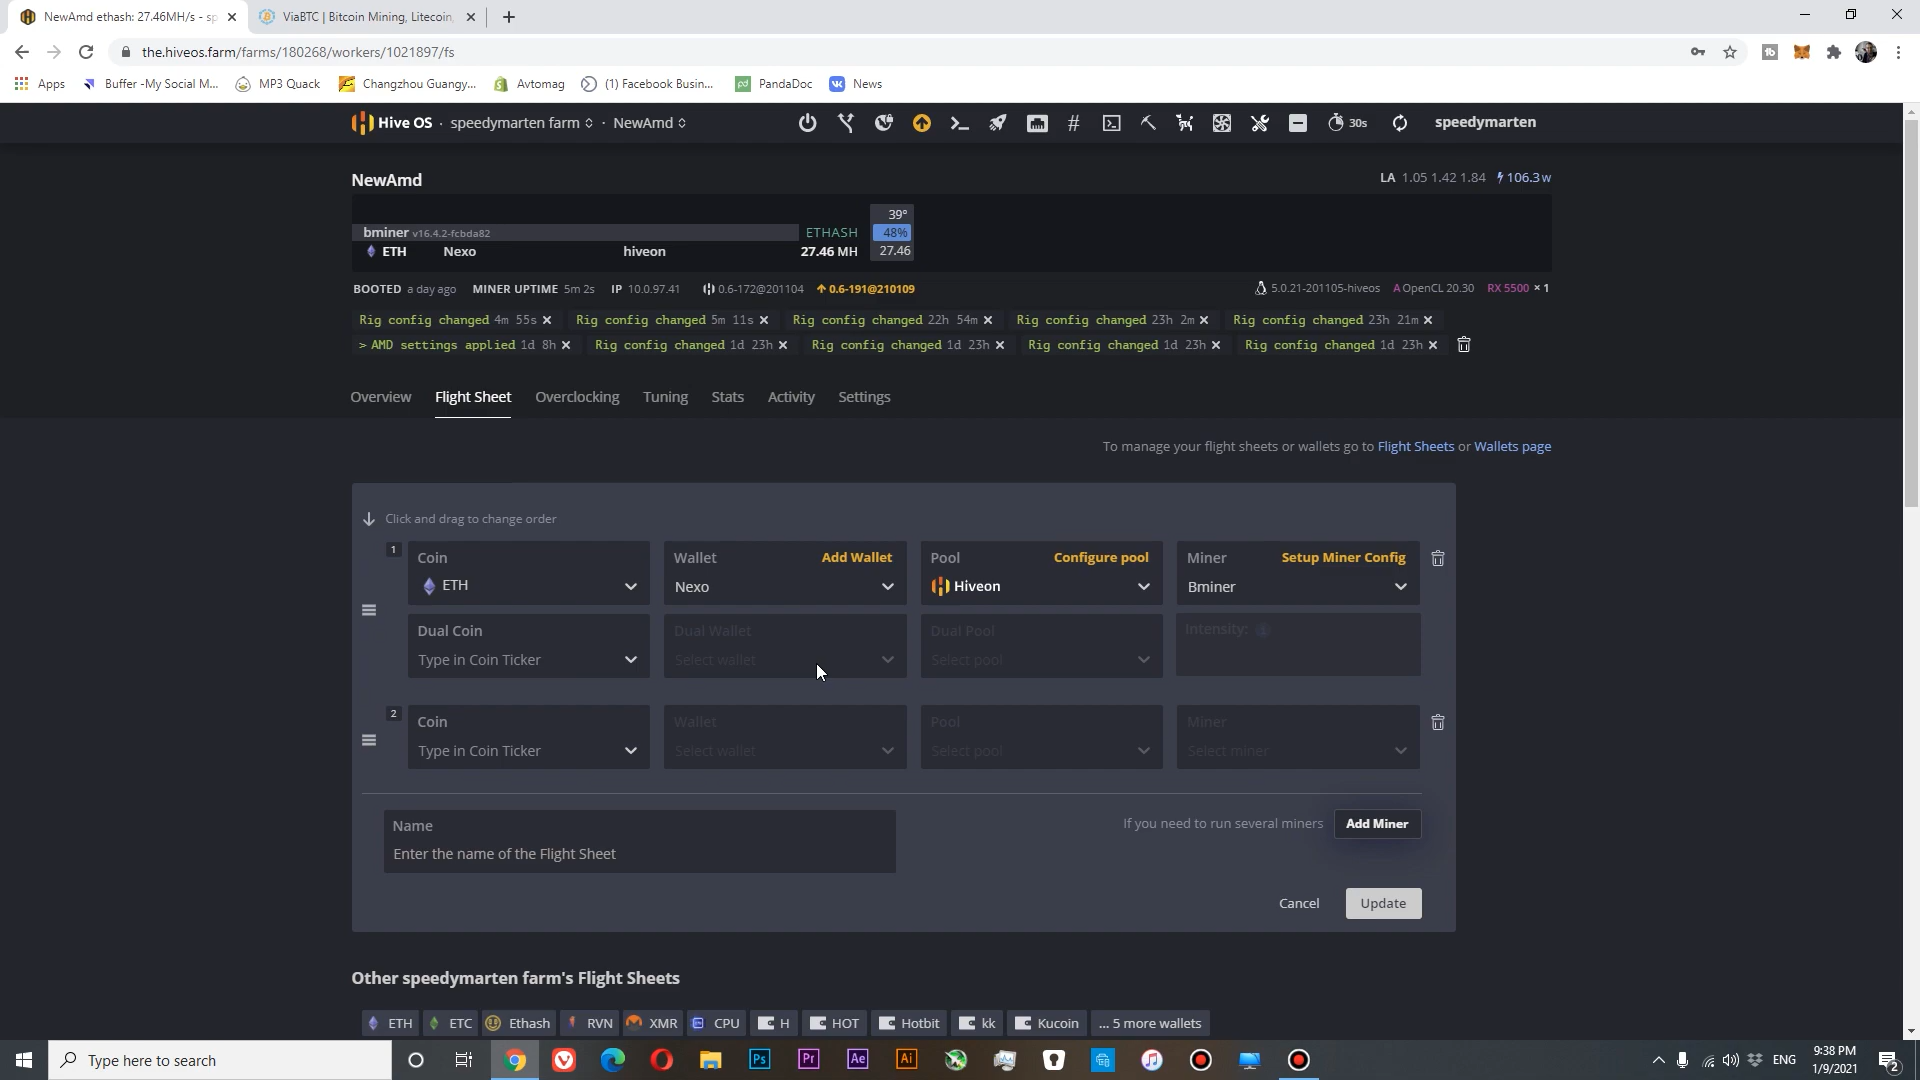 NewAmd ethash: 27.46MH/s - sp
ViaBTC | Bitcoin Mining, Litecoin,
the.hiveos.farm/farms/180268/workers/1021897/fs
Apps Buffer -My Social M... MP3 Quack Changzhou Guangy... Avtomag (1) Facebook Busin... PandaDoc News
Hive OS · speedymarten farm · NewAmd 30s speedymarten
NewAmd LA 1.05 1.42 1.84 106.3w
39°
bminer v16.4.2-fcbda82 ETHASH 48%
ETH Nexo hiveon 27.46 MH 27.46
BOOTED a day ago MINER UPTIME 5m 2s IP 10.0.97.41 0.6-172@201104 0.6-191@210109 5.0.21-201105-hiveos A OpenCL 20.30 RX 5500 × 1
Rig config changed 4m 55s × Rig config changed 5m 11s × Rig config changed 22h 54m × Rig config changed 23h 2m × Rig config changed 23h 21m ×
> AMD settings applied 1d 8h × Rig config changed 1d 23h × Rig config changed 1d 23h × Rig config changed 1d 23h × Rig config changed 1d 23h ×
Overview Flight Sheet Overclocking Tuning Stats Activity Settings
To manage your flight sheets or wallets go to Flight Sheets or Wallets page
Click and drag to change order
1 Coin Wallet Add Wallet Pool Configure pool Miner Setup Miner Config
ETH Nexo Hiveon Bminer
Dual Coin Dual Wallet Dual Pool Intensity:
Type in Coin Ticker Select wallet Select pool
2 Coin Wallet Pool Miner
Type in Coin Ticker Select wallet Select pool Select miner
Name If you need to run several miners Add Miner
Enter the name of the Flight Sheet
Cancel Update
Other speedymarten farm's Flight Sheets
ETH ETC Ethash RVN XMR CPU H HOT Hotbit kk Kucoin ... 5 more wallets
Type here to search Ps Pr Ae Ai ENG 9:38 PM
1/9/2021 2